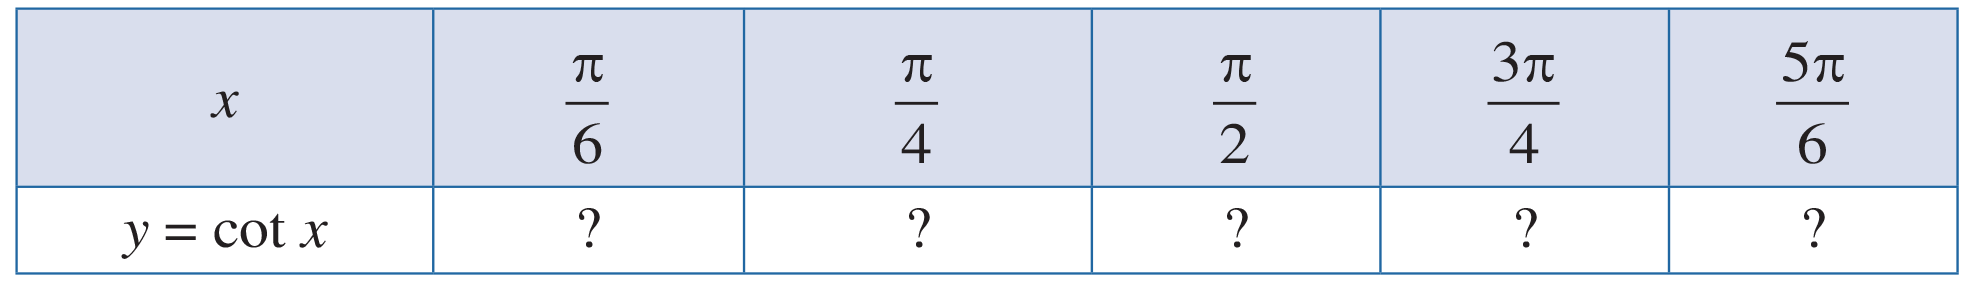 x π/6 π/4 π/2 3π/4 5π/6
y = cot x ? ? ? ? ?